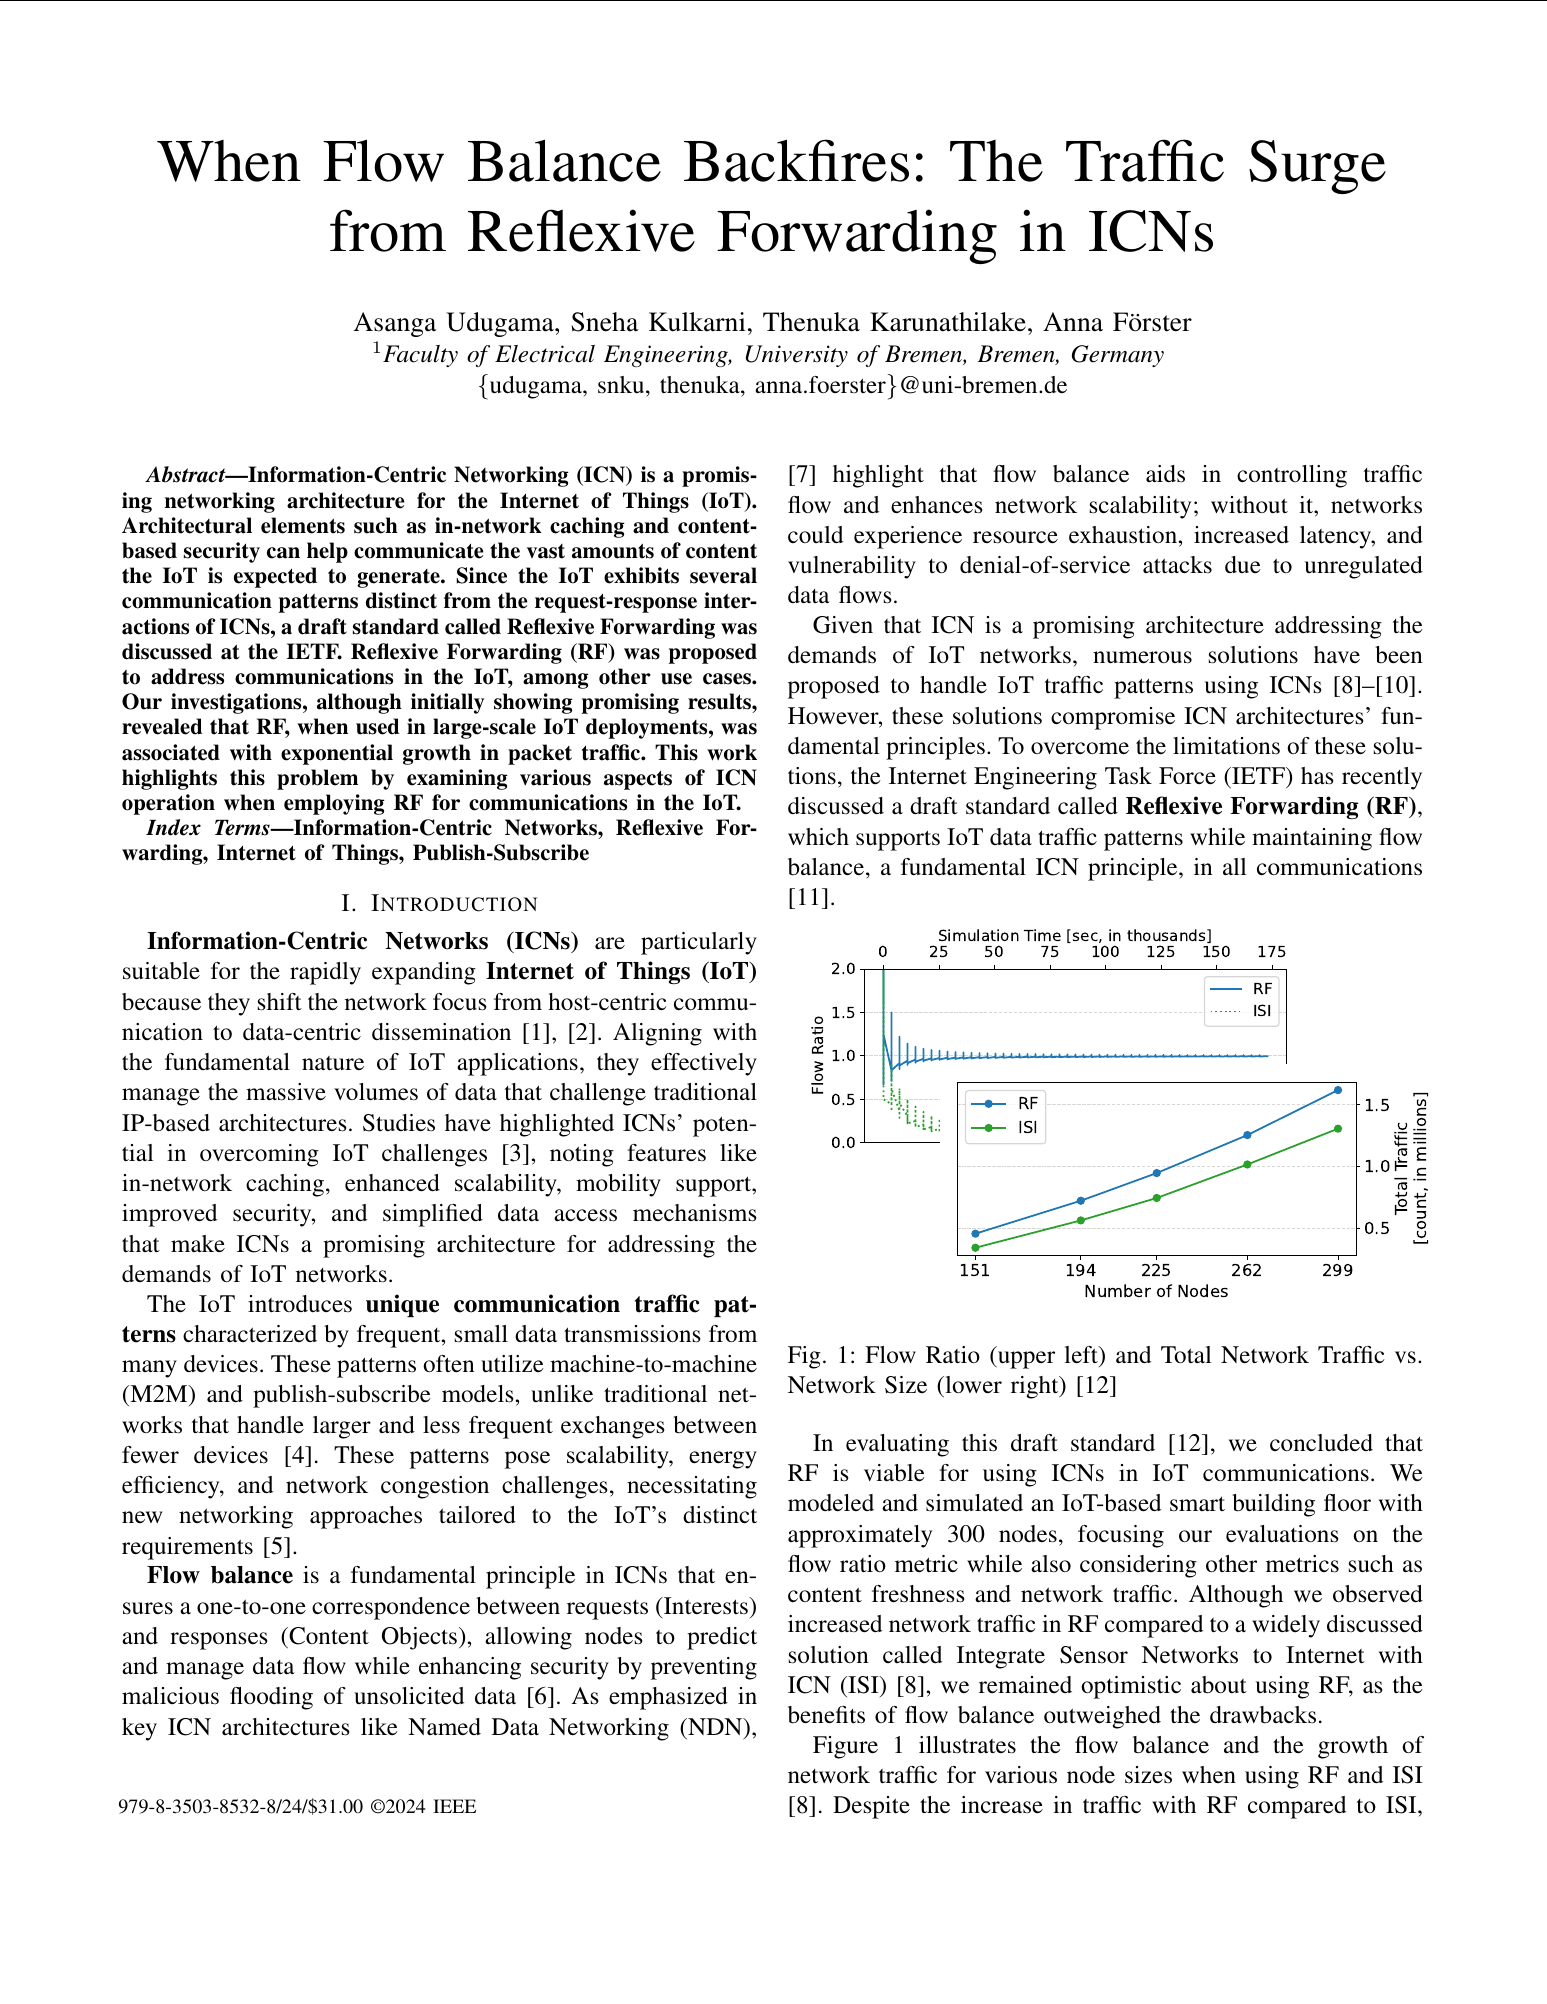 When Flow Balance Backfires: The Traffic Surge
from Reflexive Forwarding in ICNs
Asanga Udugama, Sneha Kulkarni, Thenuka Karunathilake, Anna Förster
1Faculty of Electrical Engineering, University of Bremen, Bremen, Germany
{udugama, snku, thenuka, anna.foerster}@uni-bremen.de
Abstract—Information-Centric Networking (ICN) is a promis-
ing networking architecture for the Internet of Things (IoT).
Architectural elements such as in-network caching and content-
based security can help communicate the vast amounts of content
the IoT is expected to generate. Since the IoT exhibits several
communication patterns distinct from the request-response inter-
actions of ICNs, a draft standard called Reflexive Forwarding was
discussed at the IETF. Reflexive Forwarding (RF) was proposed
to address communications in the IoT, among other use cases.
Our investigations, although initially showing promising results,
revealed that RF, when used in large-scale IoT deployments, was
associated with exponential growth in packet traffic. This work
highlights this problem by examining various aspects of ICN
operation when employing RF for communications in the IoT.
Index Terms—Information-Centric Networks, Reflexive For-
warding, Internet of Things, Publish-Subscribe
I. INTRODUCTION
Information-Centric Networks (ICNs) are particularly
suitable for the rapidly expanding Internet of Things (IoT)
because they shift the network focus from host-centric commu-
nication to data-centric dissemination [1], [2]. Aligning with
the fundamental nature of IoT applications, they effectively
manage the massive volumes of data that challenge traditional
IP-based architectures. Studies have highlighted ICNs' poten-
tial in overcoming IoT challenges [3], noting features like
in-network caching, enhanced scalability, mobility support,
improved security, and simplified data access mechanisms
that make ICNs a promising architecture for addressing the
demands of IoT networks.
The IoT introduces unique communication traffic pat-
terns characterized by frequent, small data transmissions from
many devices. These patterns often utilize machine-to-machine
(M2M) and publish-subscribe models, unlike traditional net-
works that handle larger and less frequent exchanges between
fewer devices [4]. These patterns pose scalability, energy
efficiency, and network congestion challenges, necessitating
new networking approaches tailored to the IoT's distinct
requirements [5].
Flow balance is a fundamental principle in ICNs that en-
sures a one-to-one correspondence between requests (Interests)
and responses (Content Objects), allowing nodes to predict
and manage data flow while enhancing security by preventing
malicious flooding of unsolicited data [6]. As emphasized in
key ICN architectures like Named Data Networking (NDN),
979-8-3503-8532-8/24/$31.00 ©2024 IEEE
[7] highlight that flow balance aids in controlling traffic
flow and enhances network scalability; without it, networks
could experience resource exhaustion, increased latency, and
vulnerability to denial-of-service attacks due to unregulated
data flows.
Given that ICN is a promising architecture addressing the
demands of IoT networks, numerous solutions have been
proposed to handle IoT traffic patterns using ICNs [8]–[10].
However, these solutions compromise ICN architectures' fun-
damental principles. To overcome the limitations of these solu-
tions, the Internet Engineering Task Force (IETF) has recently
discussed a draft standard called Reflexive Forwarding (RF),
which supports IoT data traffic patterns while maintaining flow
balance, a fundamental ICN principle, in all communications
[11].
Simulation Time [sec, in thousands]
0 25 50 75 100 125 150 175
2.0
1.5
1.0
0.5
0.0
Flow Ratio
RF
ISI
RF
ISI
1.5
1.0
0.5
Total Traffic
[count, in millions]
151 194 225 262 299
Number of Nodes
Fig. 1: Flow Ratio (upper left) and Total Network Traffic vs.
Network Size (lower right) [12]
In evaluating this draft standard [12], we concluded that
RF is viable for using ICNs in IoT communications. We
modeled and simulated an IoT-based smart building floor with
approximately 300 nodes, focusing our evaluations on the
flow ratio metric while also considering other metrics such as
content freshness and network traffic. Although we observed
increased network traffic in RF compared to a widely discussed
solution called Integrate Sensor Networks to Internet with
ICN (ISI) [8], we remained optimistic about using RF, as the
benefits of flow balance outweighed the drawbacks.
Figure 1 illustrates the flow balance and the growth of
network traffic for various node sizes when using RF and ISI
[8]. Despite the increase in traffic with RF compared to ISI,